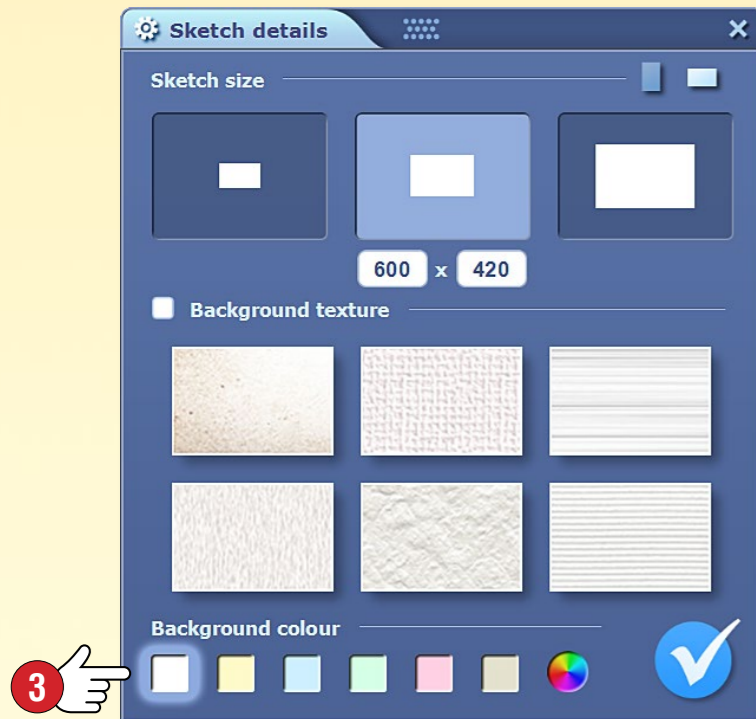 Sketch details
Sketch size
600 x 420
Background texture
Background colour
3